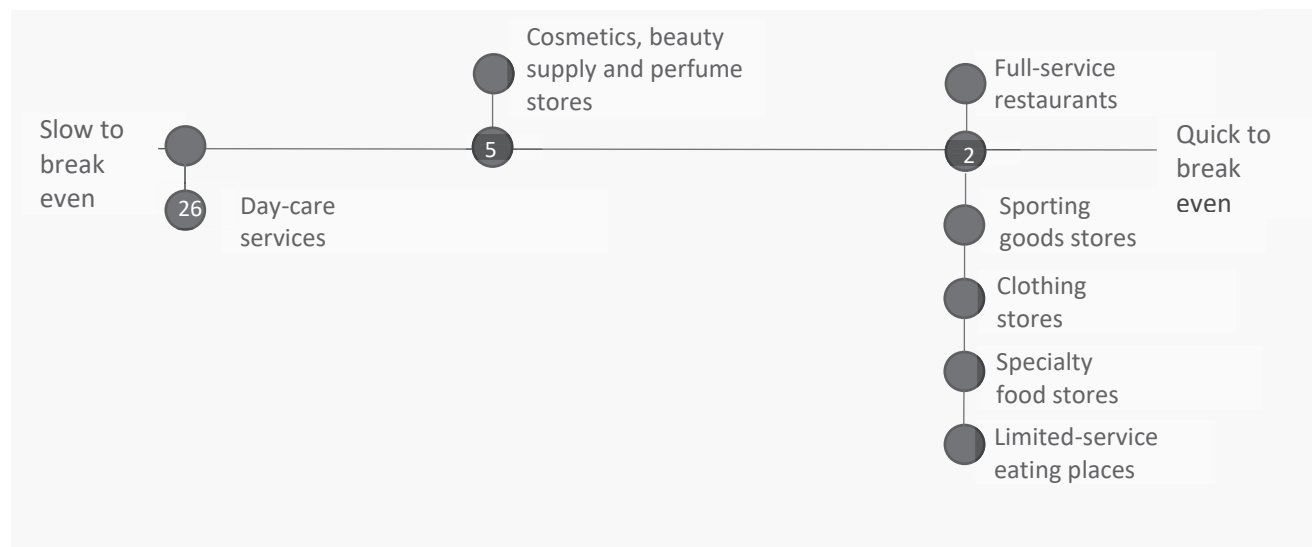 Slow to
break
even
26
Day-care
services
Cosmetics, beauty
supply and perfume
stores
5
Full-service
restaurants
2
Sporting
goods stores
Clothing
stores
Specialty
food stores
Limited-service
eating places
Quick to
break
even